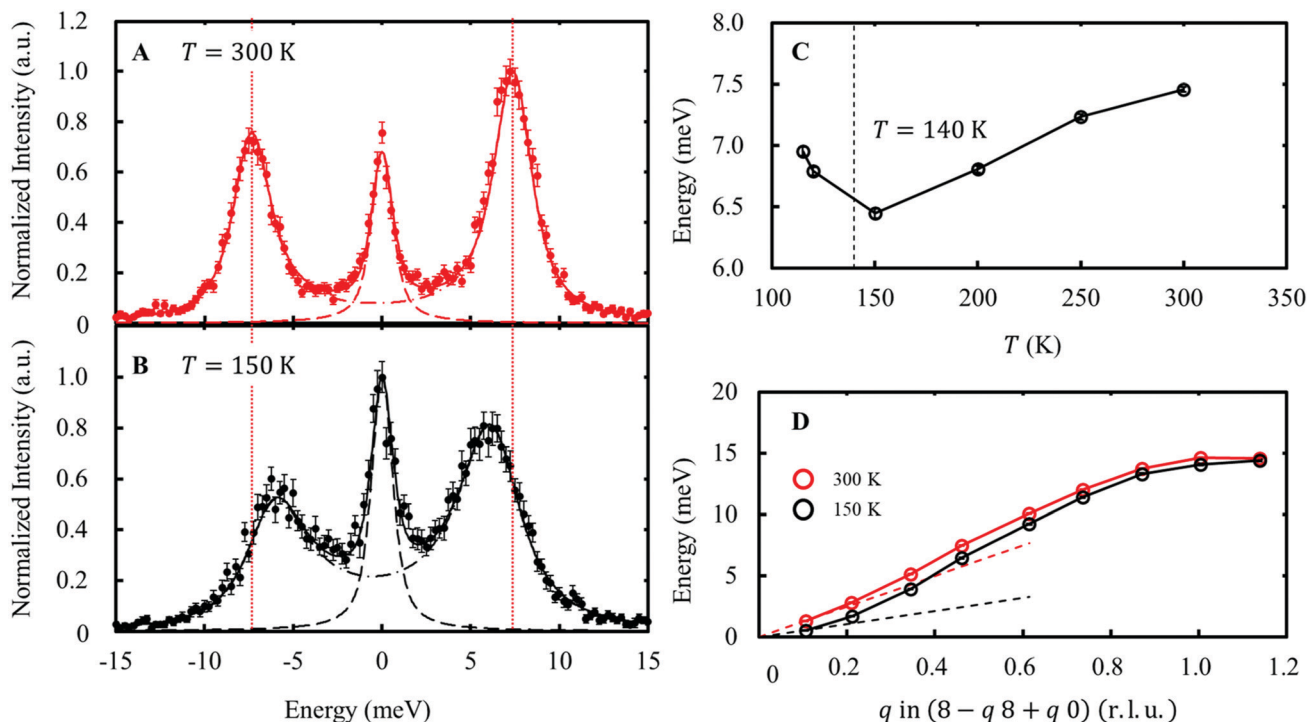 Normalized Intensity (a.u.)
1.2
1.0
0.8
0.6
0.4
0.2
0
A T = 300 K
Normalized Intensity (a.u.)
1.0
0.8
0.6
0.4
0.2
0
B T = 150 K
-15 -10 -5 0 5 10 15
Energy (meV)
Energy (meV)
8.0
7.5
7.0
6.5
6.0
C
T = 140 K
100 150 200 250 300 350
T (K)
Energy (meV)
20
15
10
5
0
D
300 K
150 K
0 0.2 0.4 0.6 0.8 1.0 1.2
q in (8 − q 8 + q 0) (r. l. u.)